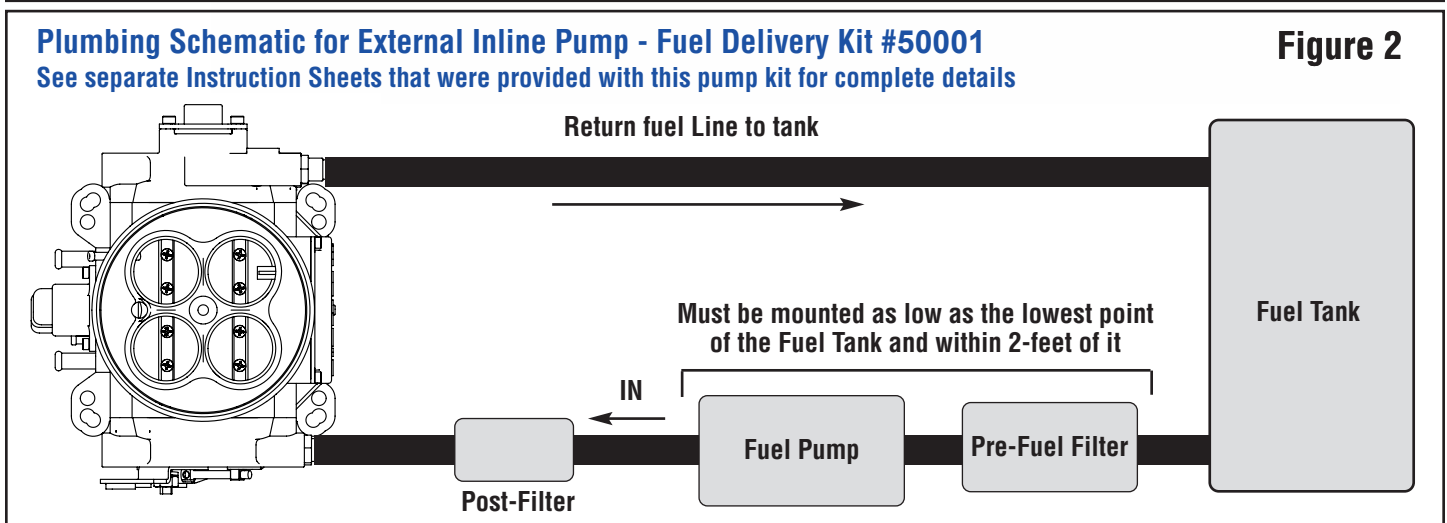 Plumbing Schematic for External Inline Pump - Fuel Delivery Kit #50001
Figure 2
See separate Instruction Sheets that were provided with this pump kit for complete details
Return fuel Line to tank
Fuel Tank
Must be mounted as low as the lowest point
of the Fuel Tank and within 2-feet of it
IN
Fuel Pump
Pre-Fuel Filter
Post-Filter